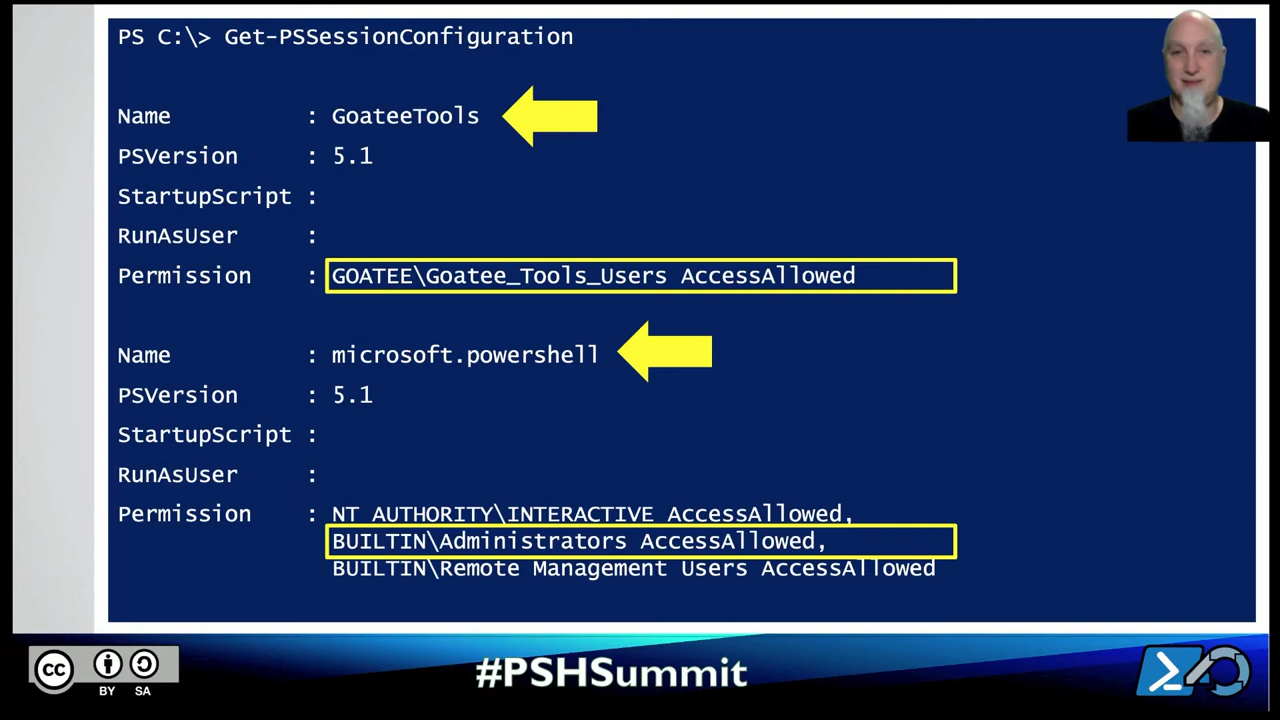 PS C:\> Get-PSSessionConfiguration
Name : GoateeTools
PSVersion : 5.1
StartupScript :
RunAsUser :
Permission : GOATEE\Goatee_Tools_Users AccessAllowed
Name : microsoft.powershell
PSVersion : 5.1
StartupScript :
RunAsUser :
Permission : NT AUTHORITY\INTERACTIVE AccessAllowed,
BUILTIN\Administrators AccessAllowed,
BUILTIN\Remote Management Users AccessAllowed
cc
BY SA
#PSHSummit